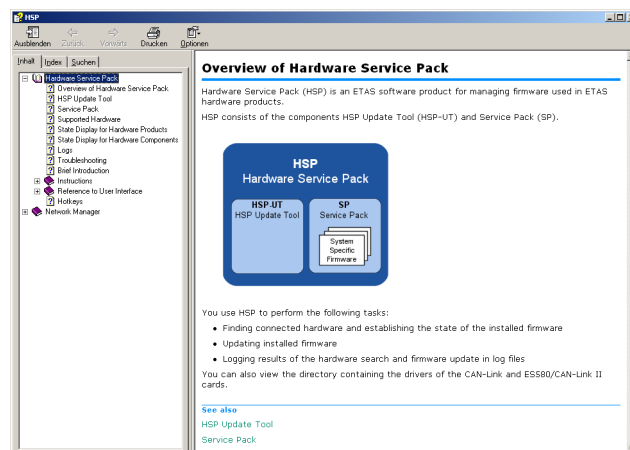 HSP
Ausblenden Zurück Vorwärts Drucken Optionen
Inhalt Index Suchen
Hardware Service Pack
Overview of Hardware Service Pack
HSP Update Tool
Service Pack
Supported Hardware
State Display for Hardware Products
State Display for Hardware Components
Logs
Troubleshooting
Brief Introduction
Instructions
Reference to User Interface
Hotkeys
Network Manager
Overview of Hardware Service Pack
Hardware Service Pack (HSP) is an ETAS software product for managing firmware used in ETAS
hardware products.
HSP consists of the components HSP Update Tool (HSP-UT) and Service Pack (SP).
HSP
Hardware Service Pack
HSP-UT
HSP Update Tool
SP
Service Pack
System
Specific
Firmware
You use HSP to perform the following tasks:
• Finding connected hardware and establishing the state of the installed firmware
• Updating installed firmware
• Logging results of the hardware search and firmware update in log files
You can also view the directory containing the drivers of the CAN-Link and ES580/CAN-Link II
cards.
See also
HSP Update Tool
Service Pack